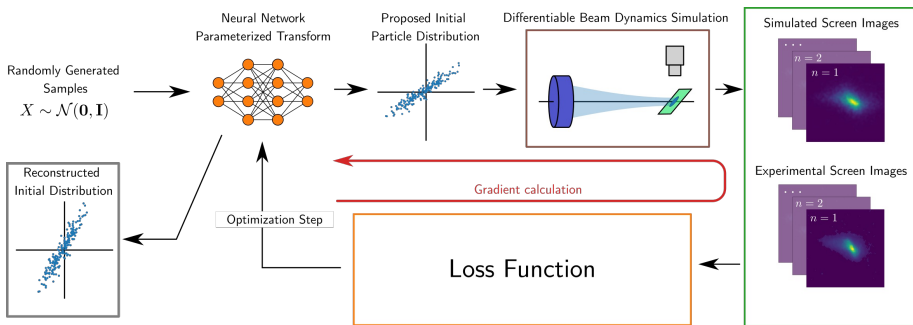 Randomly Generated
Samples
X ∼ 𝒩(0, I)
Neural Network
Parameterized Transform
Proposed Initial
Particle Distribution
Differentiable Beam Dynamics Simulation
Simulated Screen Images
. . .
n = 2
n = 1
Experimental Screen Images
. . .
n = 2
n = 1
Gradient calculation
Loss Function
Optimization Step
Reconstructed
Initial Distribution